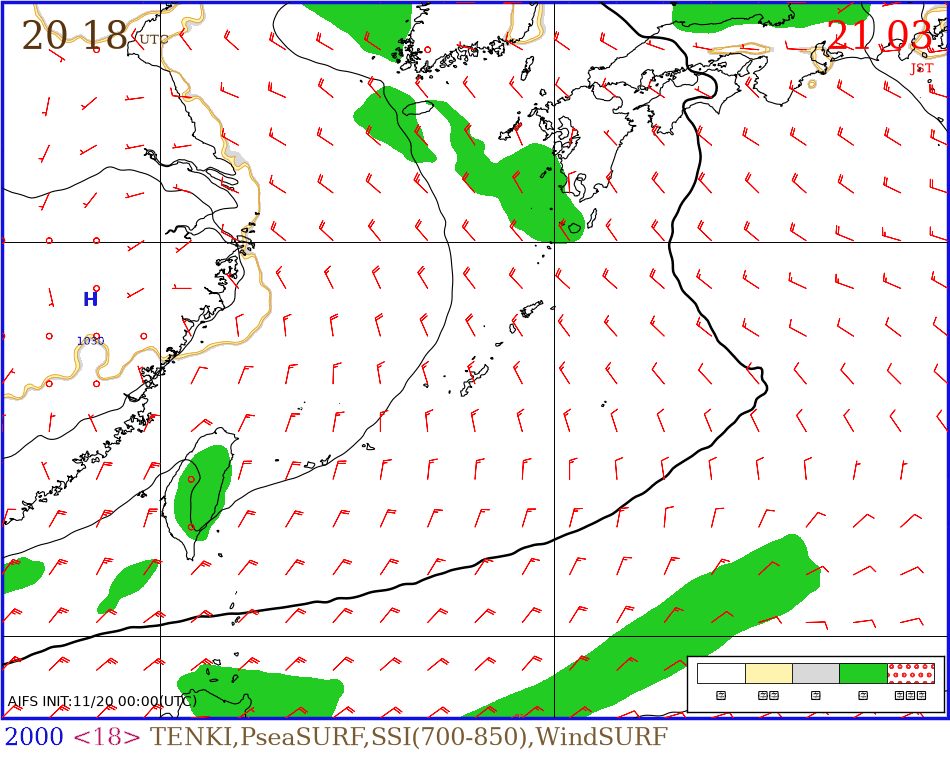 20 18 UTC
21 03
JST
H
1030
AIFS INIT:11/20 00:00(UTC)
2000 <18> TENKI,PseaSURF,SSI(700-850),WindSURF